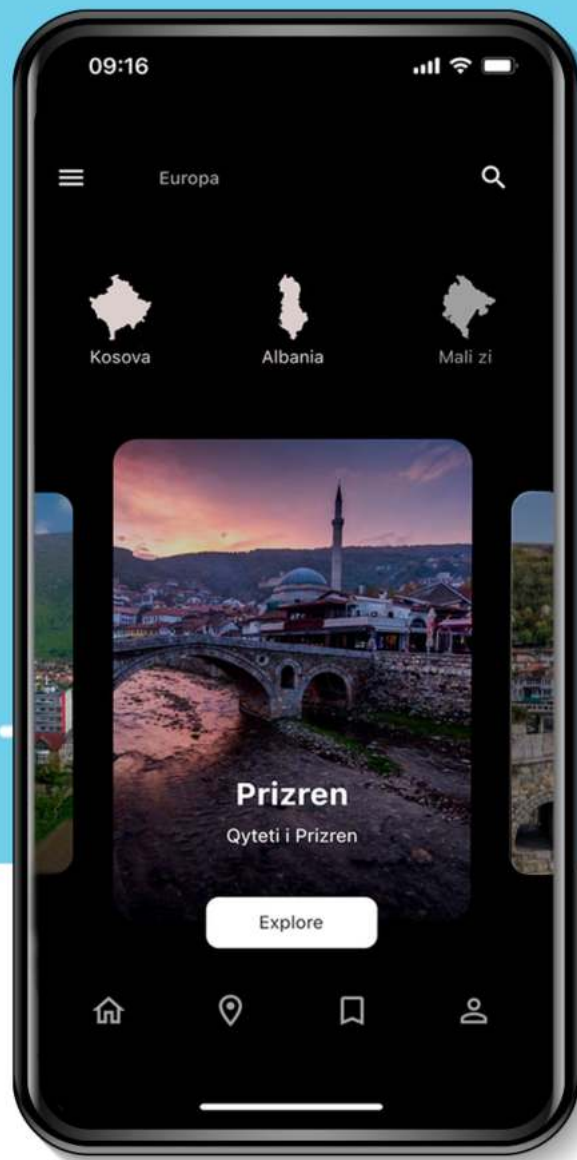 09:16
Europa
Kosova
Albania
Mali zi
Prizren
Qyteti i Prizren
Explore